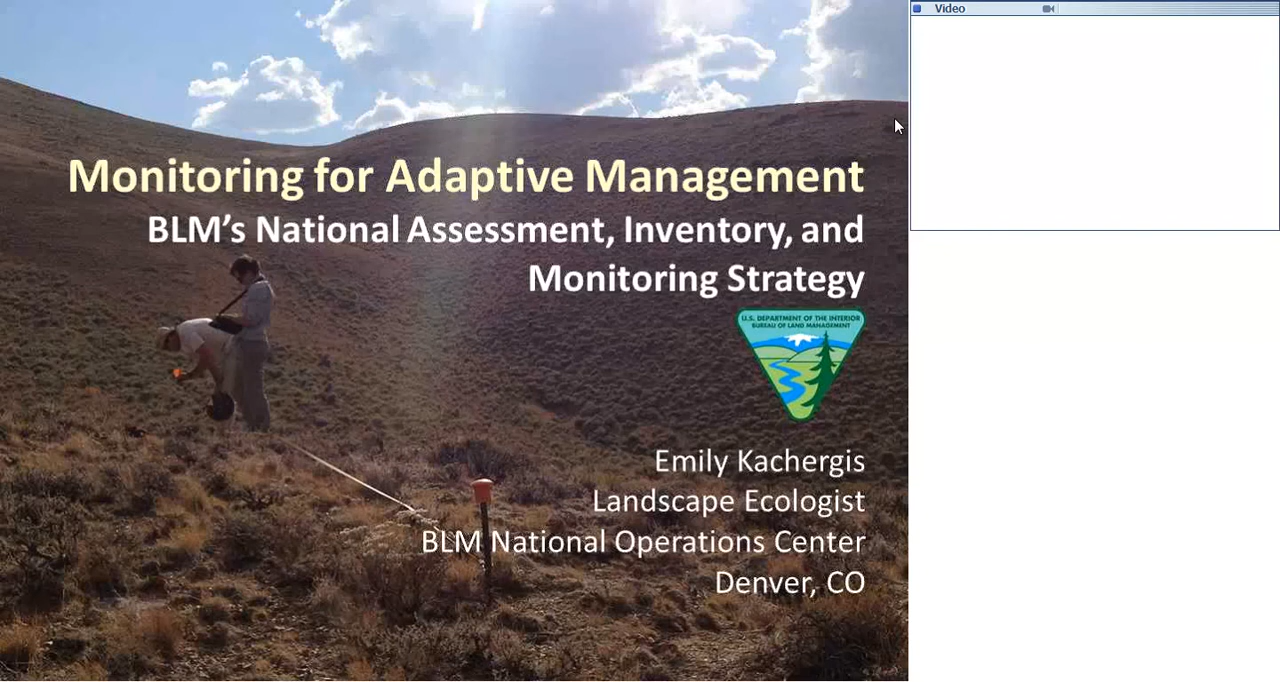 Video
Monitoring for Adaptive Management
BLM’s National Assessment, Inventory, and
Monitoring Strategy
U.S. DEPARTMENT OF THE INTERIOR
BUREAU OF LAND MANAGEMENT
Emily Kachergis
Landscape Ecologist
BLM National Operations Center
Denver, CO